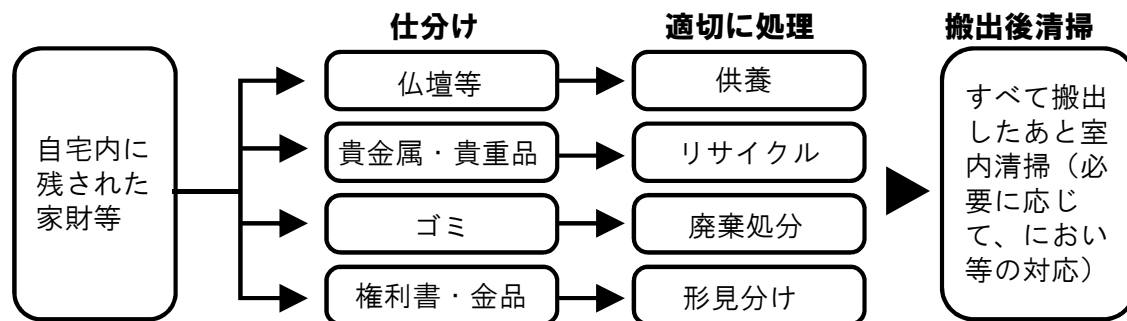 仕分け
適切に処理
搬出後清掃
自宅内に
残された
家財等
仏壇等
供養
貴金属・貴重品
リサイクル
ゴミ
廃棄処分
権利書・金品
形見分け
すべて搬出
したあと室
内清掃（必
要に応じ
て、におい
等の対応）